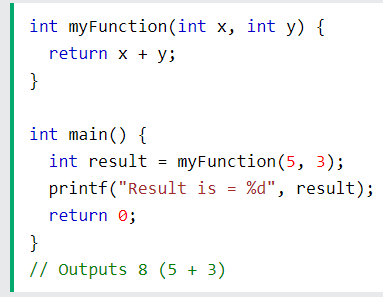 int myFunction(int x, int y) {
  return x + y;
}

int main() {
  int result = myFunction(5, 3);
  printf("Result is = %d", result);
  return 0;
}
// Outputs 8 (5 + 3)